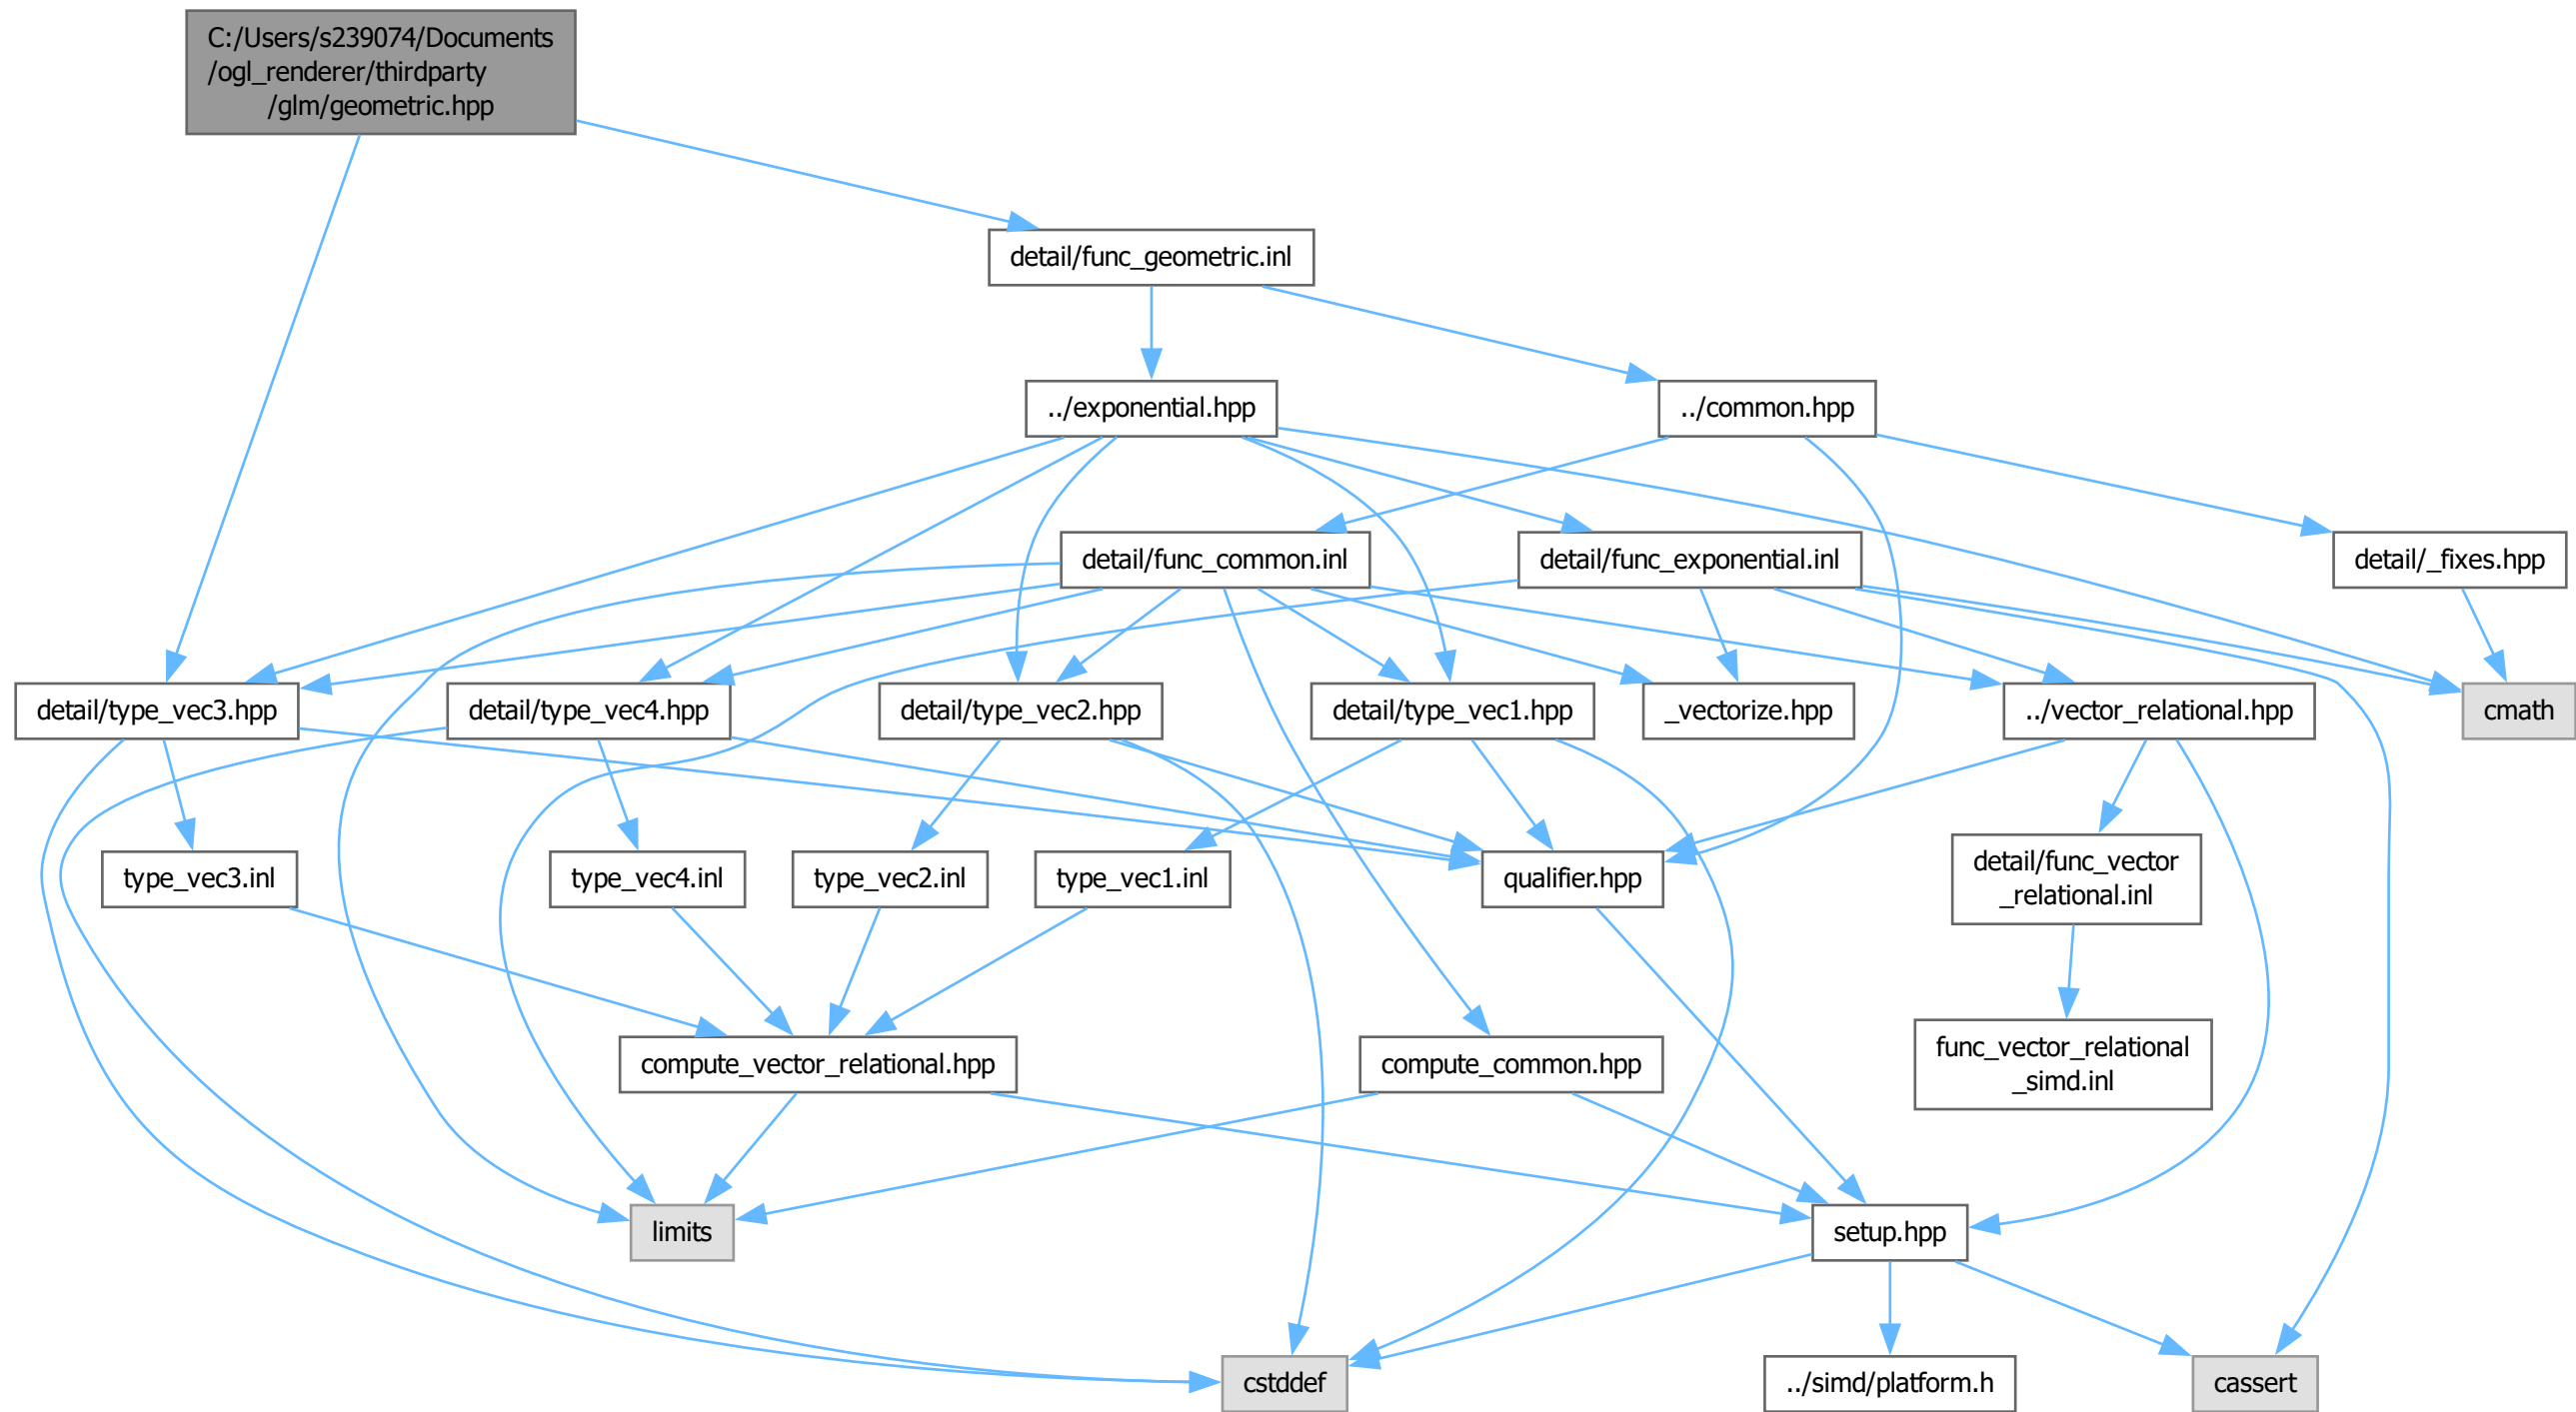 C:/Users/s239074/Documents
/ogl_renderer/thirdparty
/glm/geometric.hpp
detail/func_geometric.inl
../exponential.hpp
../common.hpp
detail/func_common.inl
detail/func_exponential.inl
detail/_fixes.hpp
detail/type_vec3.hpp
detail/type_vec4.hpp
detail/type_vec2.hpp
detail/type_vec1.hpp
_vectorize.hpp
../vector_relational.hpp
cmath
type_vec3.inl
type_vec4.inl
type_vec2.inl
type_vec1.inl
qualifier.hpp
detail/func_vector
_relational.inl
compute_vector_relational.hpp
compute_common.hpp
func_vector_relational
_simd.inl
limits
setup.hpp
cstddef
../simd/platform.h
cassert